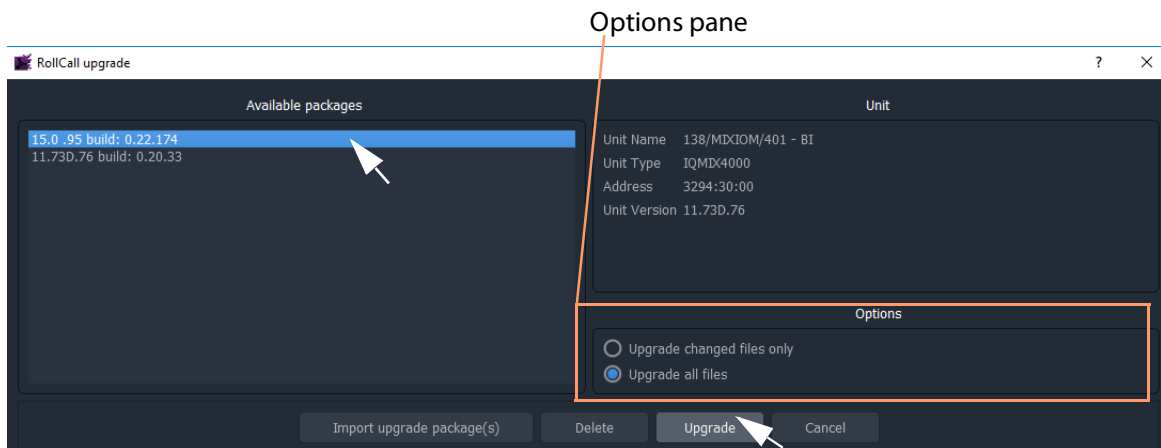 Options pane
RollCall upgrade
?
Available packages
15.0 .95 build: 0.22.174
11.73D.76 build: 0.20.33
Unit
Unit Name 138/MIXIOM/401 - BI
Unit Type IQMIX4000
Address 3294:30:00
Unit Version 11.73D.76
Options
Upgrade changed files only
Upgrade all files
Import upgrade package(s)
Delete
Upgrade
Cancel